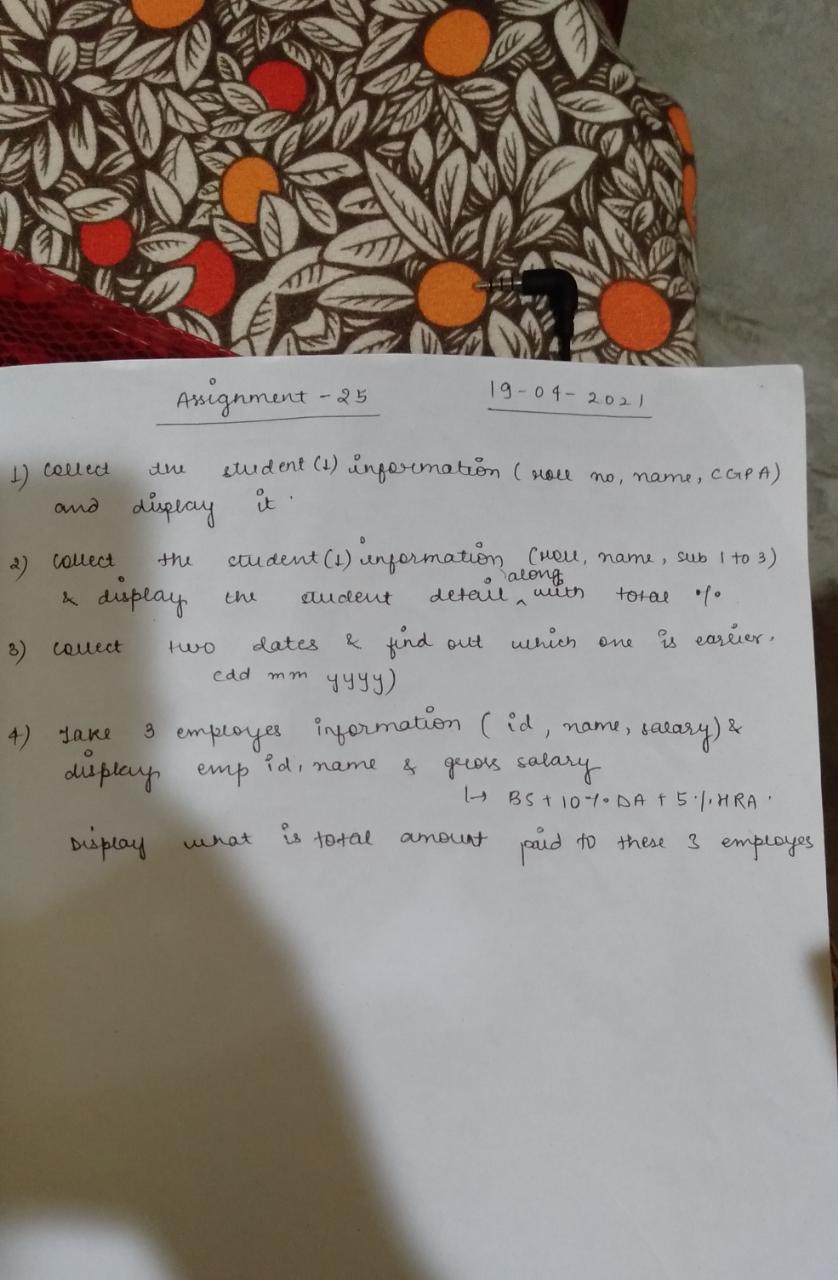 Assignment - 25 19-04-2021
1) collect the student (1) information ( Roll no, name, CGPA)
and display it.
2) collect the student (1) information (Roll, name, sub 1 to 3)
& display the student detail along with total %
3) collect two dates & find out which one is earlier.
(dd mm yyyy)
4) Take 3 employes information ( id, name, salary) &
display emp id, name & gross salary
↳ BS + 10% DA + 5% HRA.
Display what is total amount paid to these 3 employes